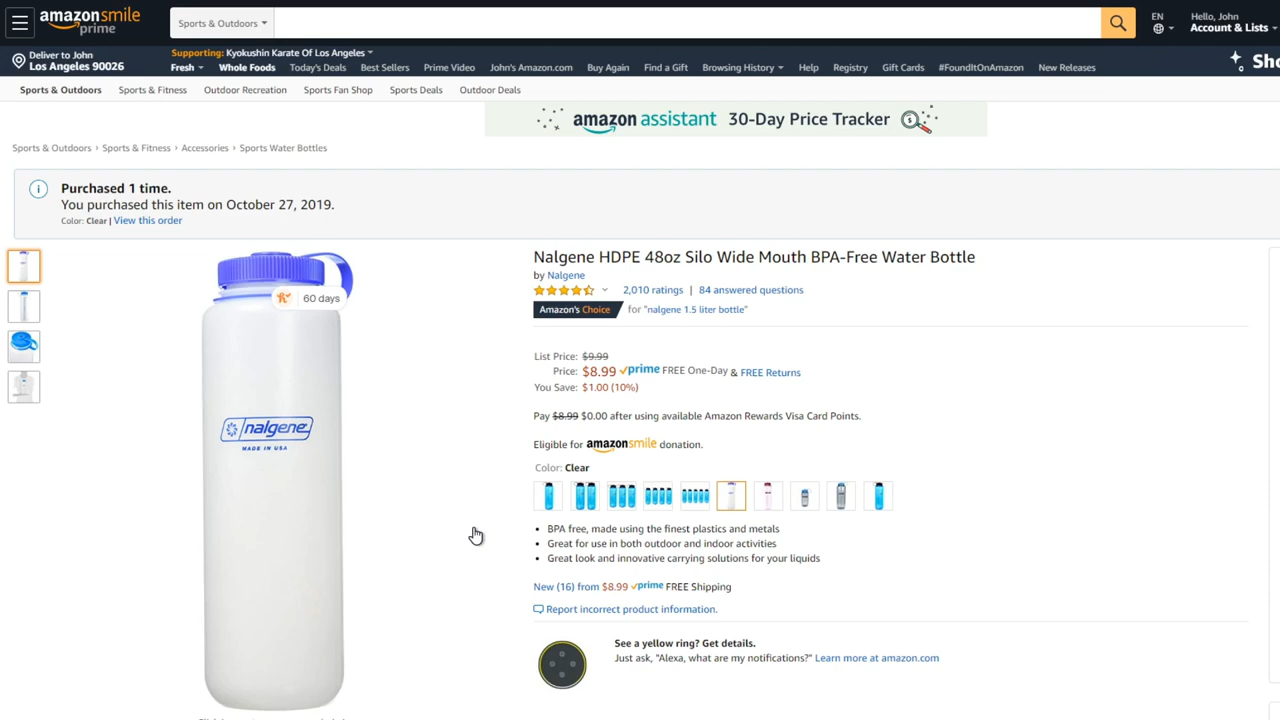 amazonsmile
prime
Sports & Outdoors
EN
Hello, John
Account & Lists
Deliver to John
Los Angeles 90026
Supporting: Kyokushin Karate Of Los Angeles
Fresh Whole Foods Today's Deals Best Sellers Prime Video John's Amazon.com Buy Again Find a Gift Browsing History Help Registry Gift Cards #FoundItOnAmazon New Releases
Sports & Outdoors Sports & Fitness Outdoor Recreation Sports Fan Shop Sports Deals Outdoor Deals
amazon assistant 30-Day Price Tracker
Sports & Outdoors › Sports & Fitness › Accessories › Sports Water Bottles
Purchased 1 time.
You purchased this item on October 27, 2019.
Color: Clear | View this order
60 days
nalgene
MADE IN USA
Nalgene HDPE 48oz Silo Wide Mouth BPA-Free Water Bottle
by Nalgene
2,010 ratings | 84 answered questions
Amazon's Choice for "nalgene 1.5 liter bottle"
List Price: $9.99
Price: $8.99 prime FREE One-Day & FREE Returns
You Save: $1.00 (10%)
Pay $8.99 $0.00 after using available Amazon Rewards Visa Card Points.
Eligible for amazonsmile donation.
Color: Clear
• BPA free, made using the finest plastics and metals
• Great for use in both outdoor and indoor activities
• Great look and innovative carrying solutions for your liquids
New (16) from $8.99 prime FREE Shipping
Report incorrect product information.
See a yellow ring? Get details.
Just ask, "Alexa, what are my notifications?" Learn more at amazon.com